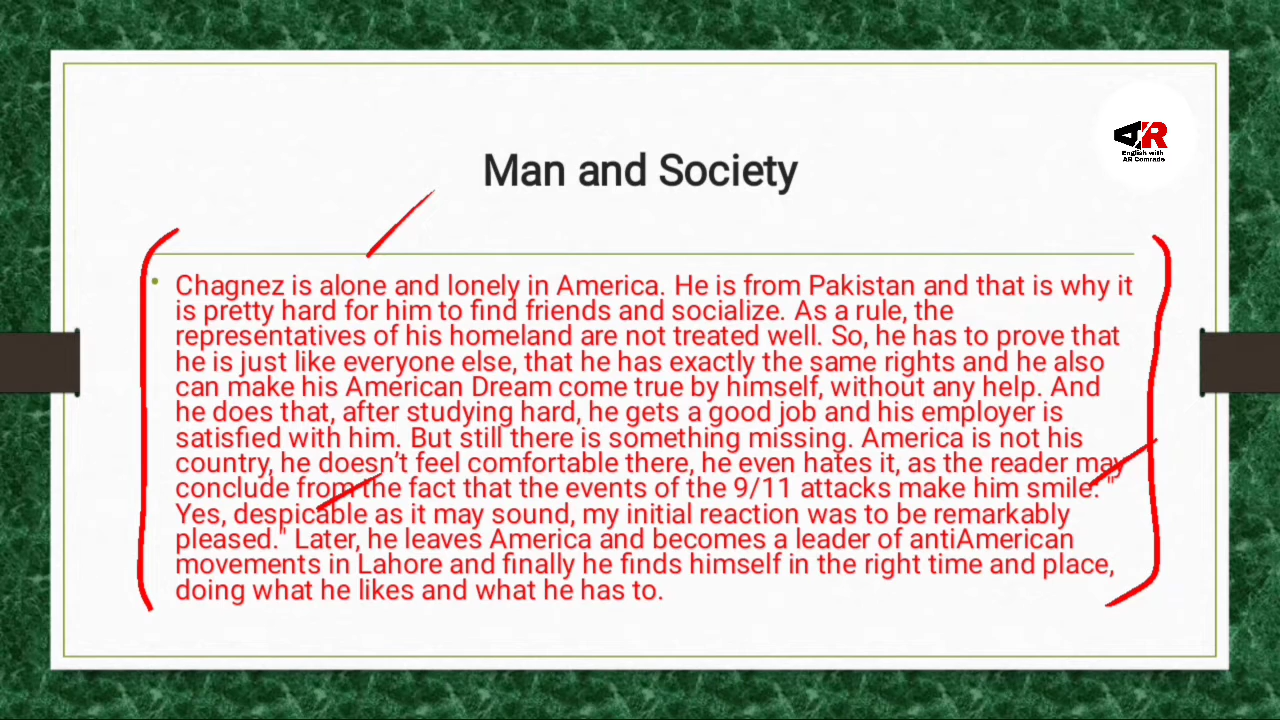 AR
English with
AR Comrade
Man and Society
• Chagnez is alone and lonely in America. He is from Pakistan and that is why it
is pretty hard for him to find friends and socialize. As a rule, the
representatives of his homeland are not treated well. So, he has to prove that
he is just like everyone else, that he has exactly the same rights and he also
can make his American Dream come true by himself, without any help. And
he does that, after studying hard, he gets a good job and his employer is
satisfied with him. But still there is something missing. America is not his
country, he doesn't feel comfortable there, he even hates it, as the reader may
conclude from the fact that the events of the 9/11 attacks make him smile. "
Yes, despicable as it may sound, my initial reaction was to be remarkably
pleased." Later, he leaves America and becomes a leader of antiAmerican
movements in Lahore and finally he finds himself in the right time and place,
doing what he likes and what he has to.